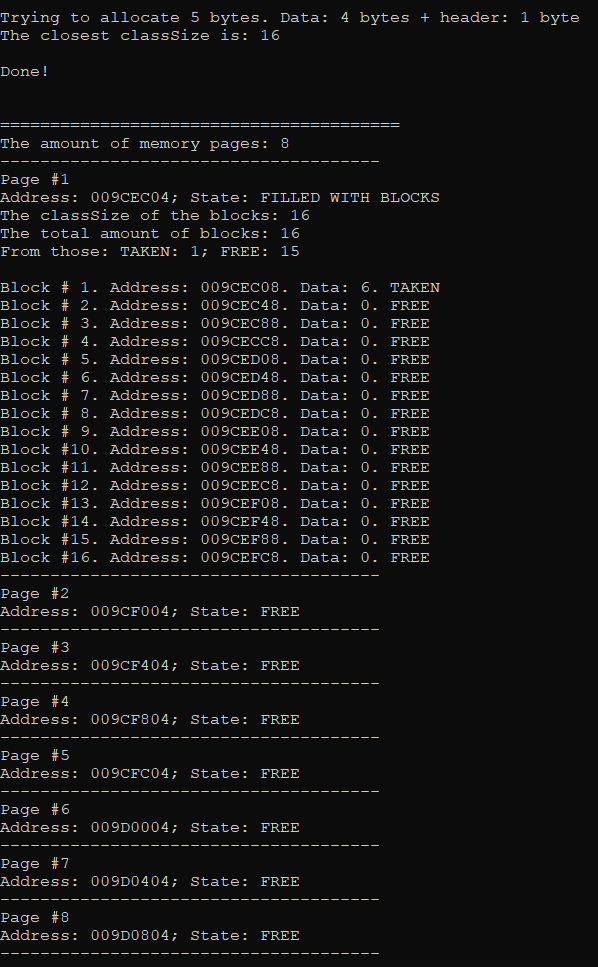 Trying to allocate 5 bytes. Data: 4 bytes + header: 1 byte
The closest classSize is: 16
Done!
========================================
The amount of memory pages: 8
--------------------------------------
Page #1
Address: 009CEC04; State: FILLED WITH BLOCKS
The classSize of the blocks: 16
The total amount of blocks: 16
From those: TAKEN: 1; FREE: 15
Block # 1. Address: 009CEC08. Data: 6. TAKEN
Block # 2. Address: 009CEC48. Data: 0. FREE
Block # 3. Address: 009CEC88. Data: 0. FREE
Block # 4. Address: 009CECC8. Data: 0. FREE
Block # 5. Address: 009CED08. Data: 0. FREE
Block # 6. Address: 009CED48. Data: 0. FREE
Block # 7. Address: 009CED88. Data: 0. FREE
Block # 8. Address: 009CEDC8. Data: 0. FREE
Block # 9. Address: 009CEE08. Data: 0. FREE
Block #10. Address: 009CEE48. Data: 0. FREE
Block #11. Address: 009CEE88. Data: 0. FREE
Block #12. Address: 009CEEC8. Data: 0. FREE
Block #13. Address: 009CEF08. Data: 0. FREE
Block #14. Address: 009CEF48. Data: 0. FREE
Block #15. Address: 009CEF88. Data: 0. FREE
Block #16. Address: 009CEFC8. Data: 0. FREE
--------------------------------------
Page #2
Address: 009CF004; State: FREE
--------------------------------------
Page #3
Address: 009CF404; State: FREE
--------------------------------------
Page #4
Address: 009CF804; State: FREE
--------------------------------------
Page #5
Address: 009CFC04; State: FREE
--------------------------------------
Page #6
Address: 009D0004; State: FREE
--------------------------------------
Page #7
Address: 009D0404; State: FREE
--------------------------------------
Page #8
Address: 009D0804; State: FREE
--------------------------------------